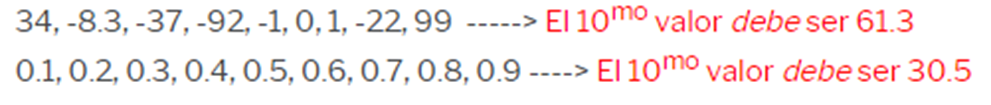 34, -8.3, -37, -92, -1, 0, 1, -22, 99 -----> El 10mo valor debe ser 61.3
0.1, 0.2, 0.3, 0.4, 0.5, 0.6, 0.7, 0.8, 0.9 ----> El 10mo valor debe ser 30.5